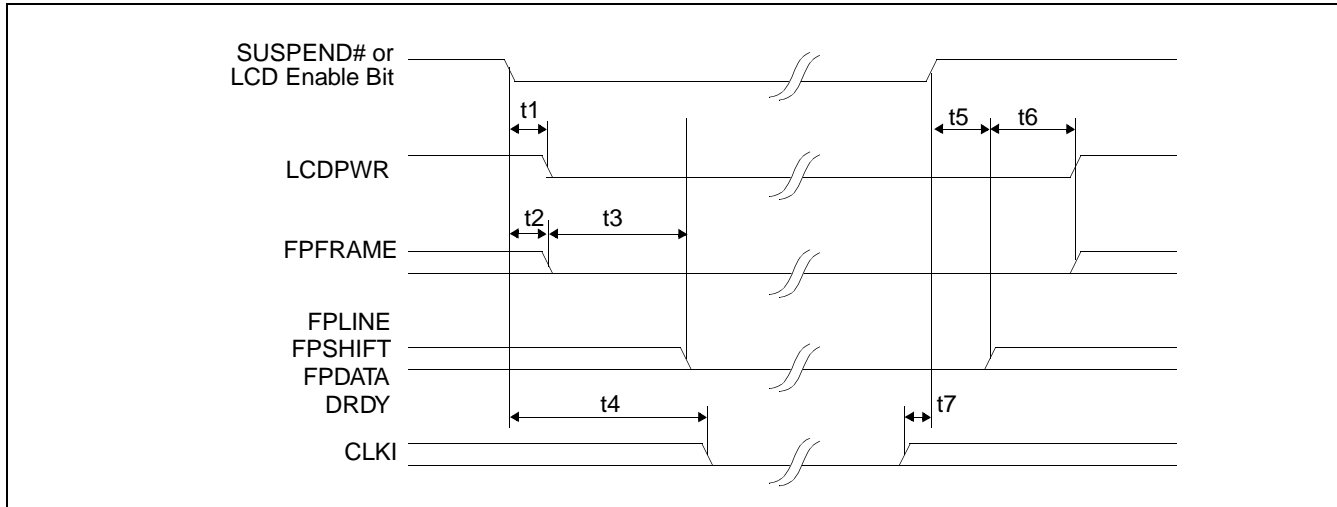 SUSPEND# or
LCD Enable Bit
t1
t5
t6
LCDPWR
t2
t3
FPFRAME
FPLINE
FPSHIFT
FPDATA
DRDY
t4
t7
CLKI